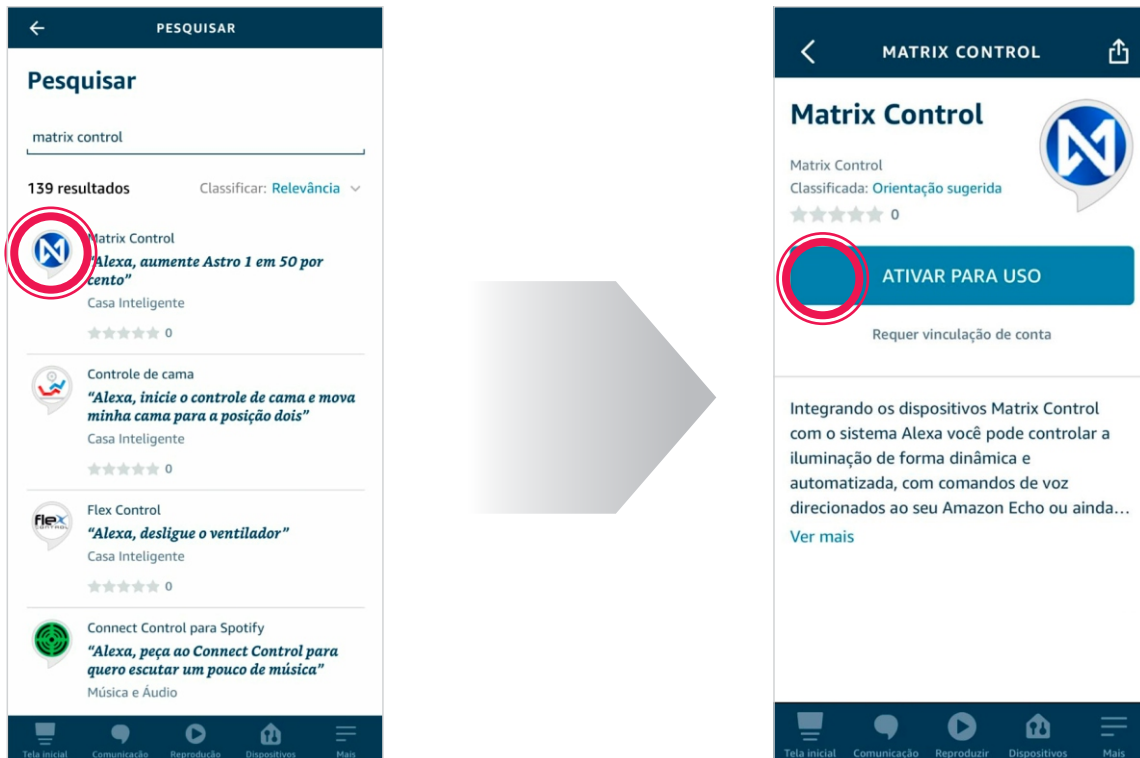 PESQUISAR
Pesquisar
matrix control
139 resultados Classificar: Relevância
Matrix Control
"Alexa, aumente Astro 1 em 50 por
cento"
Casa Inteligente
0
Controle de cama
"Alexa, inicie o controle de cama e mova
minha cama para a posição dois"
Casa Inteligente
0
Flex CONTROL
Flex Control
"Alexa, desligue o ventilador"
Casa Inteligente
0
Connect Control para Spotify
"Alexa, peça ao Connect Control para
quero escutar um pouco de música"
Música e Áudio
Tela inicial Comunicação Reprodução Dispositivos Mais
MATRIX CONTROL
Matrix Control
Matrix Control
Classificada: Orientação sugerida
0
ATIVAR PARA USO
Requer vinculação de conta
Integrando os dispositivos Matrix Control
com o sistema Alexa você pode controlar a
iluminação de forma dinâmica e
automatizada, com comandos de voz
direcionados ao seu Amazon Echo ou ainda...
Ver mais
Tela inicial Comunicação Reproduzir Dispositivos Mais